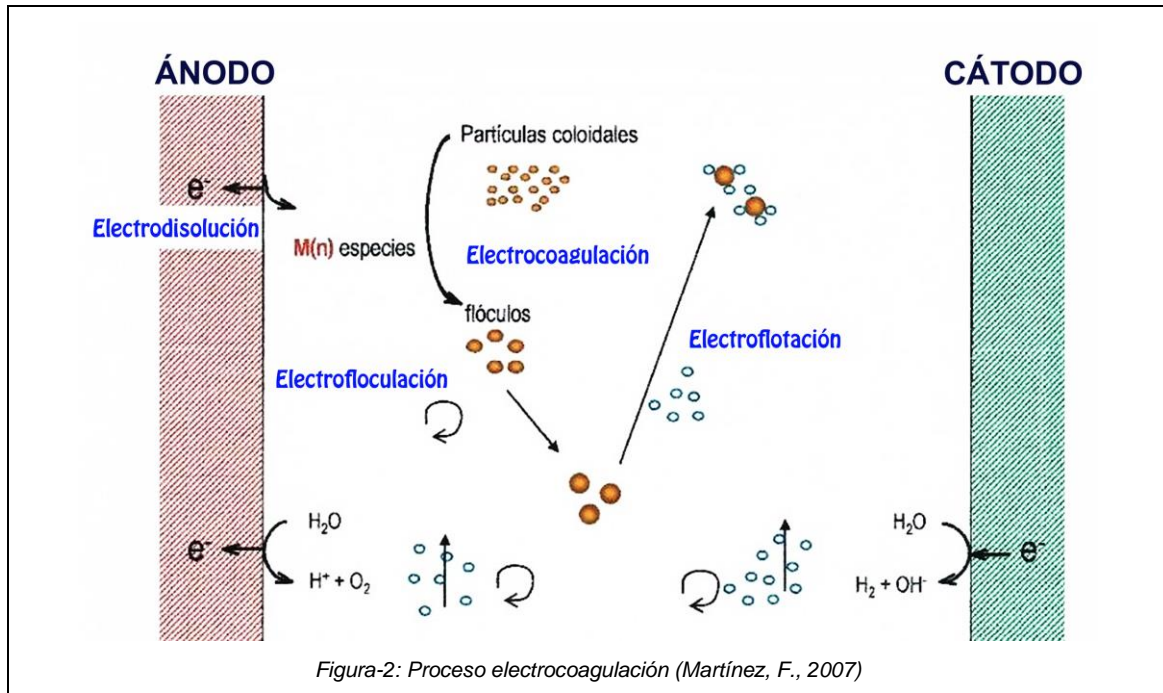 ÁNODO
CÁTODO
Partículas coloidales
e-
Electrodisolución
M(n) especies
Electrocoagulación
flóculos
Electroflotación
Electrofloculación
H2O
e-
H+ + O2
H2O
e-
H2 + OH-
Figura-2: Proceso electrocoagulación (Martínez, F., 2007)